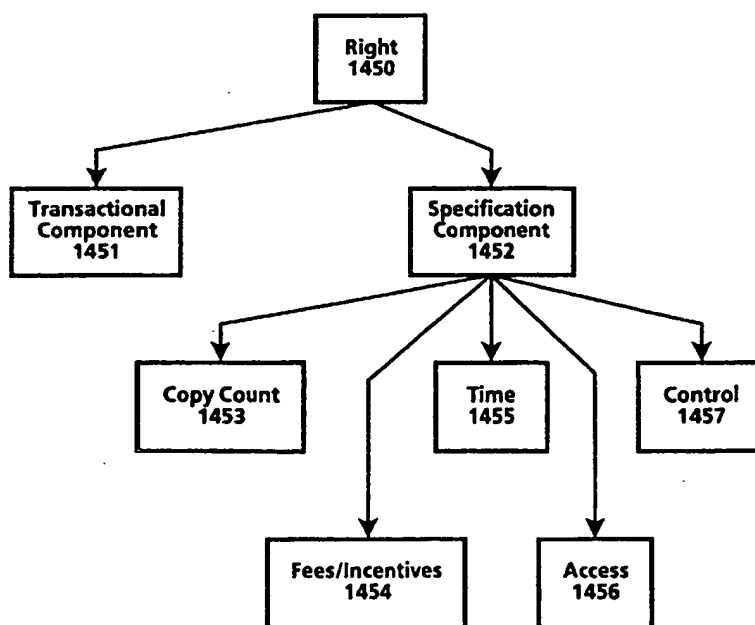 Right
1450
Transactional
Component
1451
Specification
Component
1452
Copy Count
1453
Time
1455
Control
1457
Fees/Incentives
1454
Access
1456